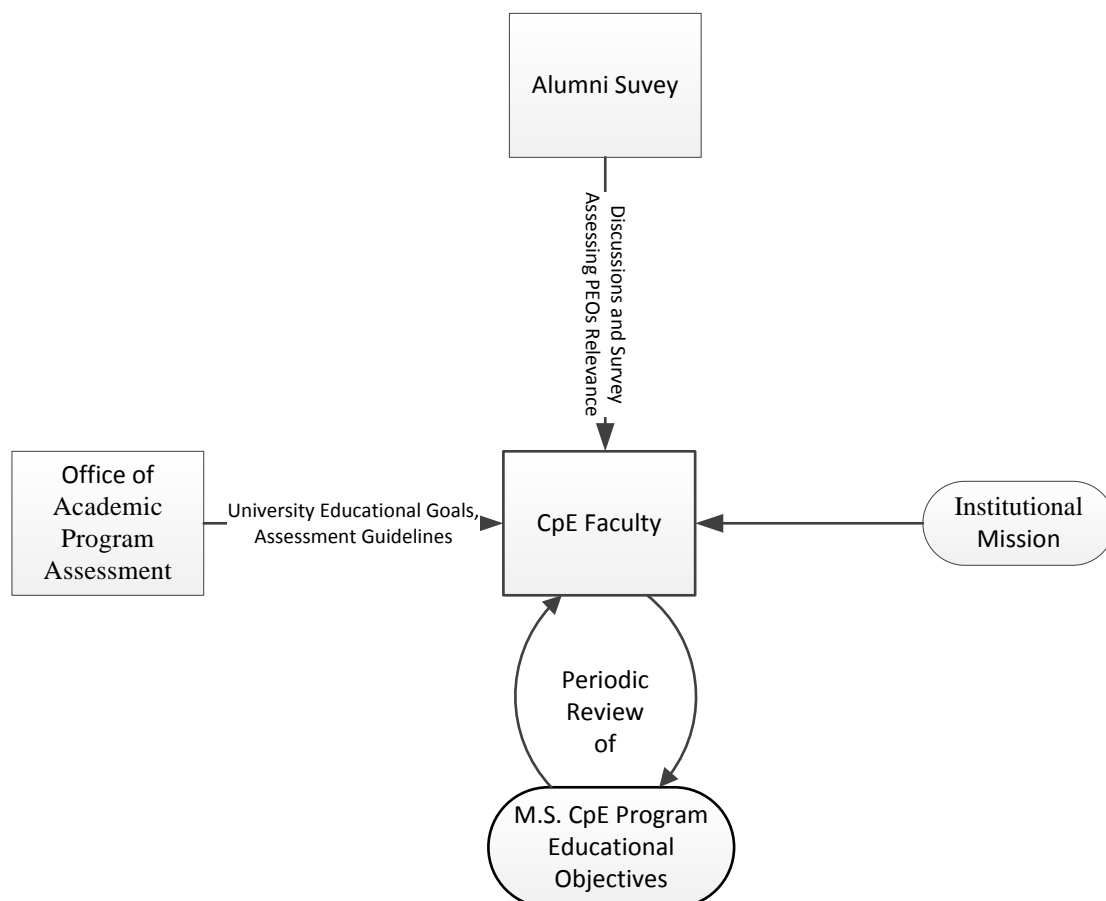 Alumni Suvey
Discussions and Survey
Assessing PEOs Relevance
Office of
Academic
Program
Assessment
University Educational Goals,
Assessment Guidelines
CpE Faculty
Institutional
Mission
Periodic
Review
of
M.S. CpE Program
Educational
Objectives